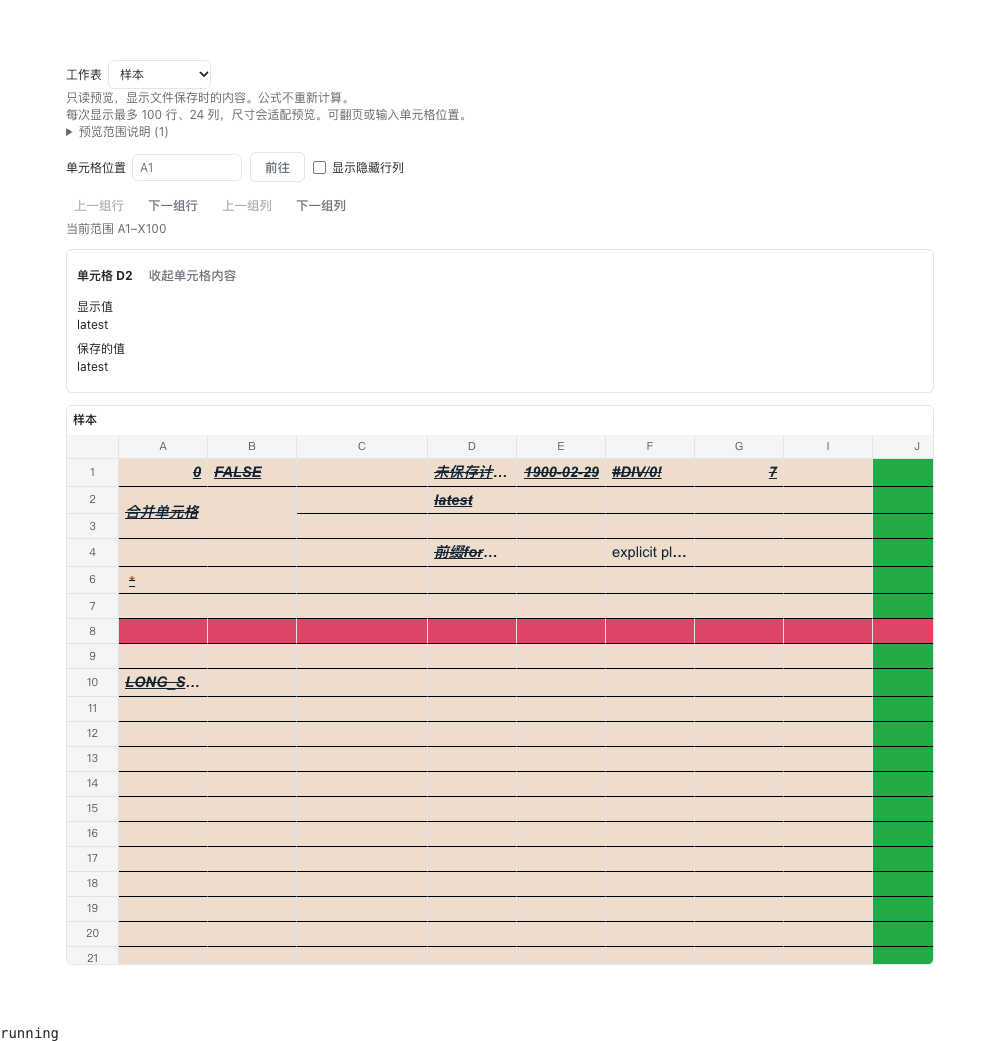 工作表 样本
只读预览，显示文件保存时的内容。公式不重新计算。
每次显示最多 100 行、24 列，尺寸会适配预览。可翻页或输入单元格位置。
▶ 预览范围说明 (1)
单元格位置 A1 前往 显示隐藏行列
上一组行 下一组行 上一组列 下一组列
当前范围 A1–X100
单元格 D2 收起单元格内容
显示值
latest
保存的值
latest
样本
A B C D E F G I J
1 0 FALSE 未保存计… 1900-02-29 #DIV/0! 7
2 latest
合并单元格
3
4 前缀for… explicit pl…
6 *
7
8
9
10 LONG_S…
11
12
13
14
15
16
17
18
19
20
21
running